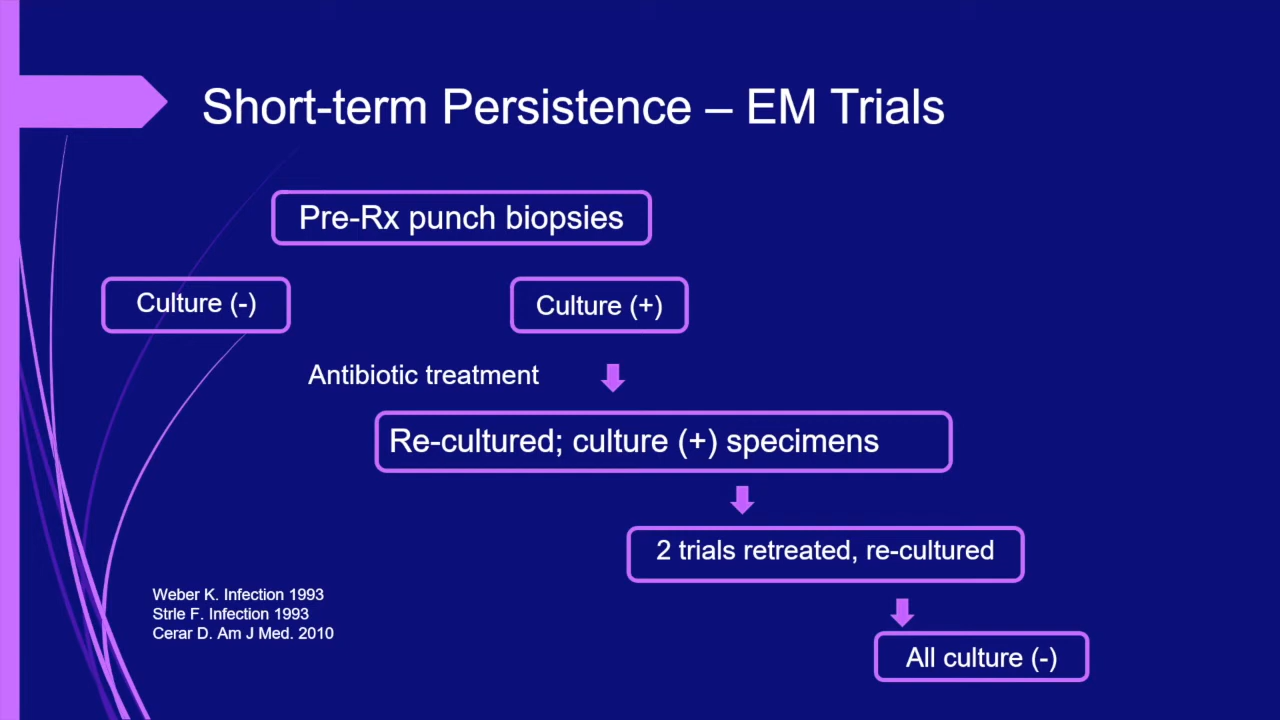 Short-term Persistence – EM Trials
Pre-Rx punch biopsies
Culture (-)
Culture (+)
Antibiotic treatment
Re-cultured; culture (+) specimens
2 trials retreated, re-cultured
Weber K. Infection 1993
Strle F. Infection 1993
Cerar D. Am J Med. 2010
All culture (-)